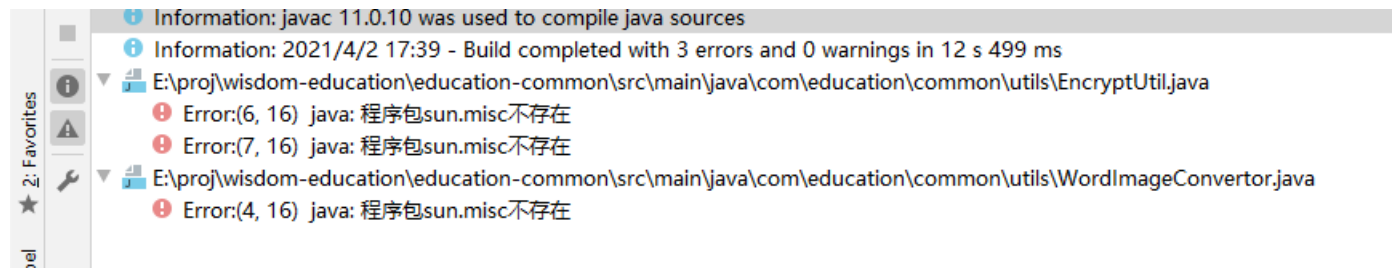 Information: javac 11.0.10 was used to compile java sources
Information: 2021/4/2 17:39 - Build completed with 3 errors and 0 warnings in 12 s 499 ms
E:\proj\wisdom-education\education-common\src\main\java\com\education\common\utils\EncryptUtil.java
Error:(6, 16) java: 程序包sun.misc不存在
Error:(7, 16) java: 程序包sun.misc不存在
E:\proj\wisdom-education\education-common\src\main\java\com\education\common\utils\WordImageConvertor.java
Error:(4, 16) java: 程序包sun.misc不存在
2: Favorites